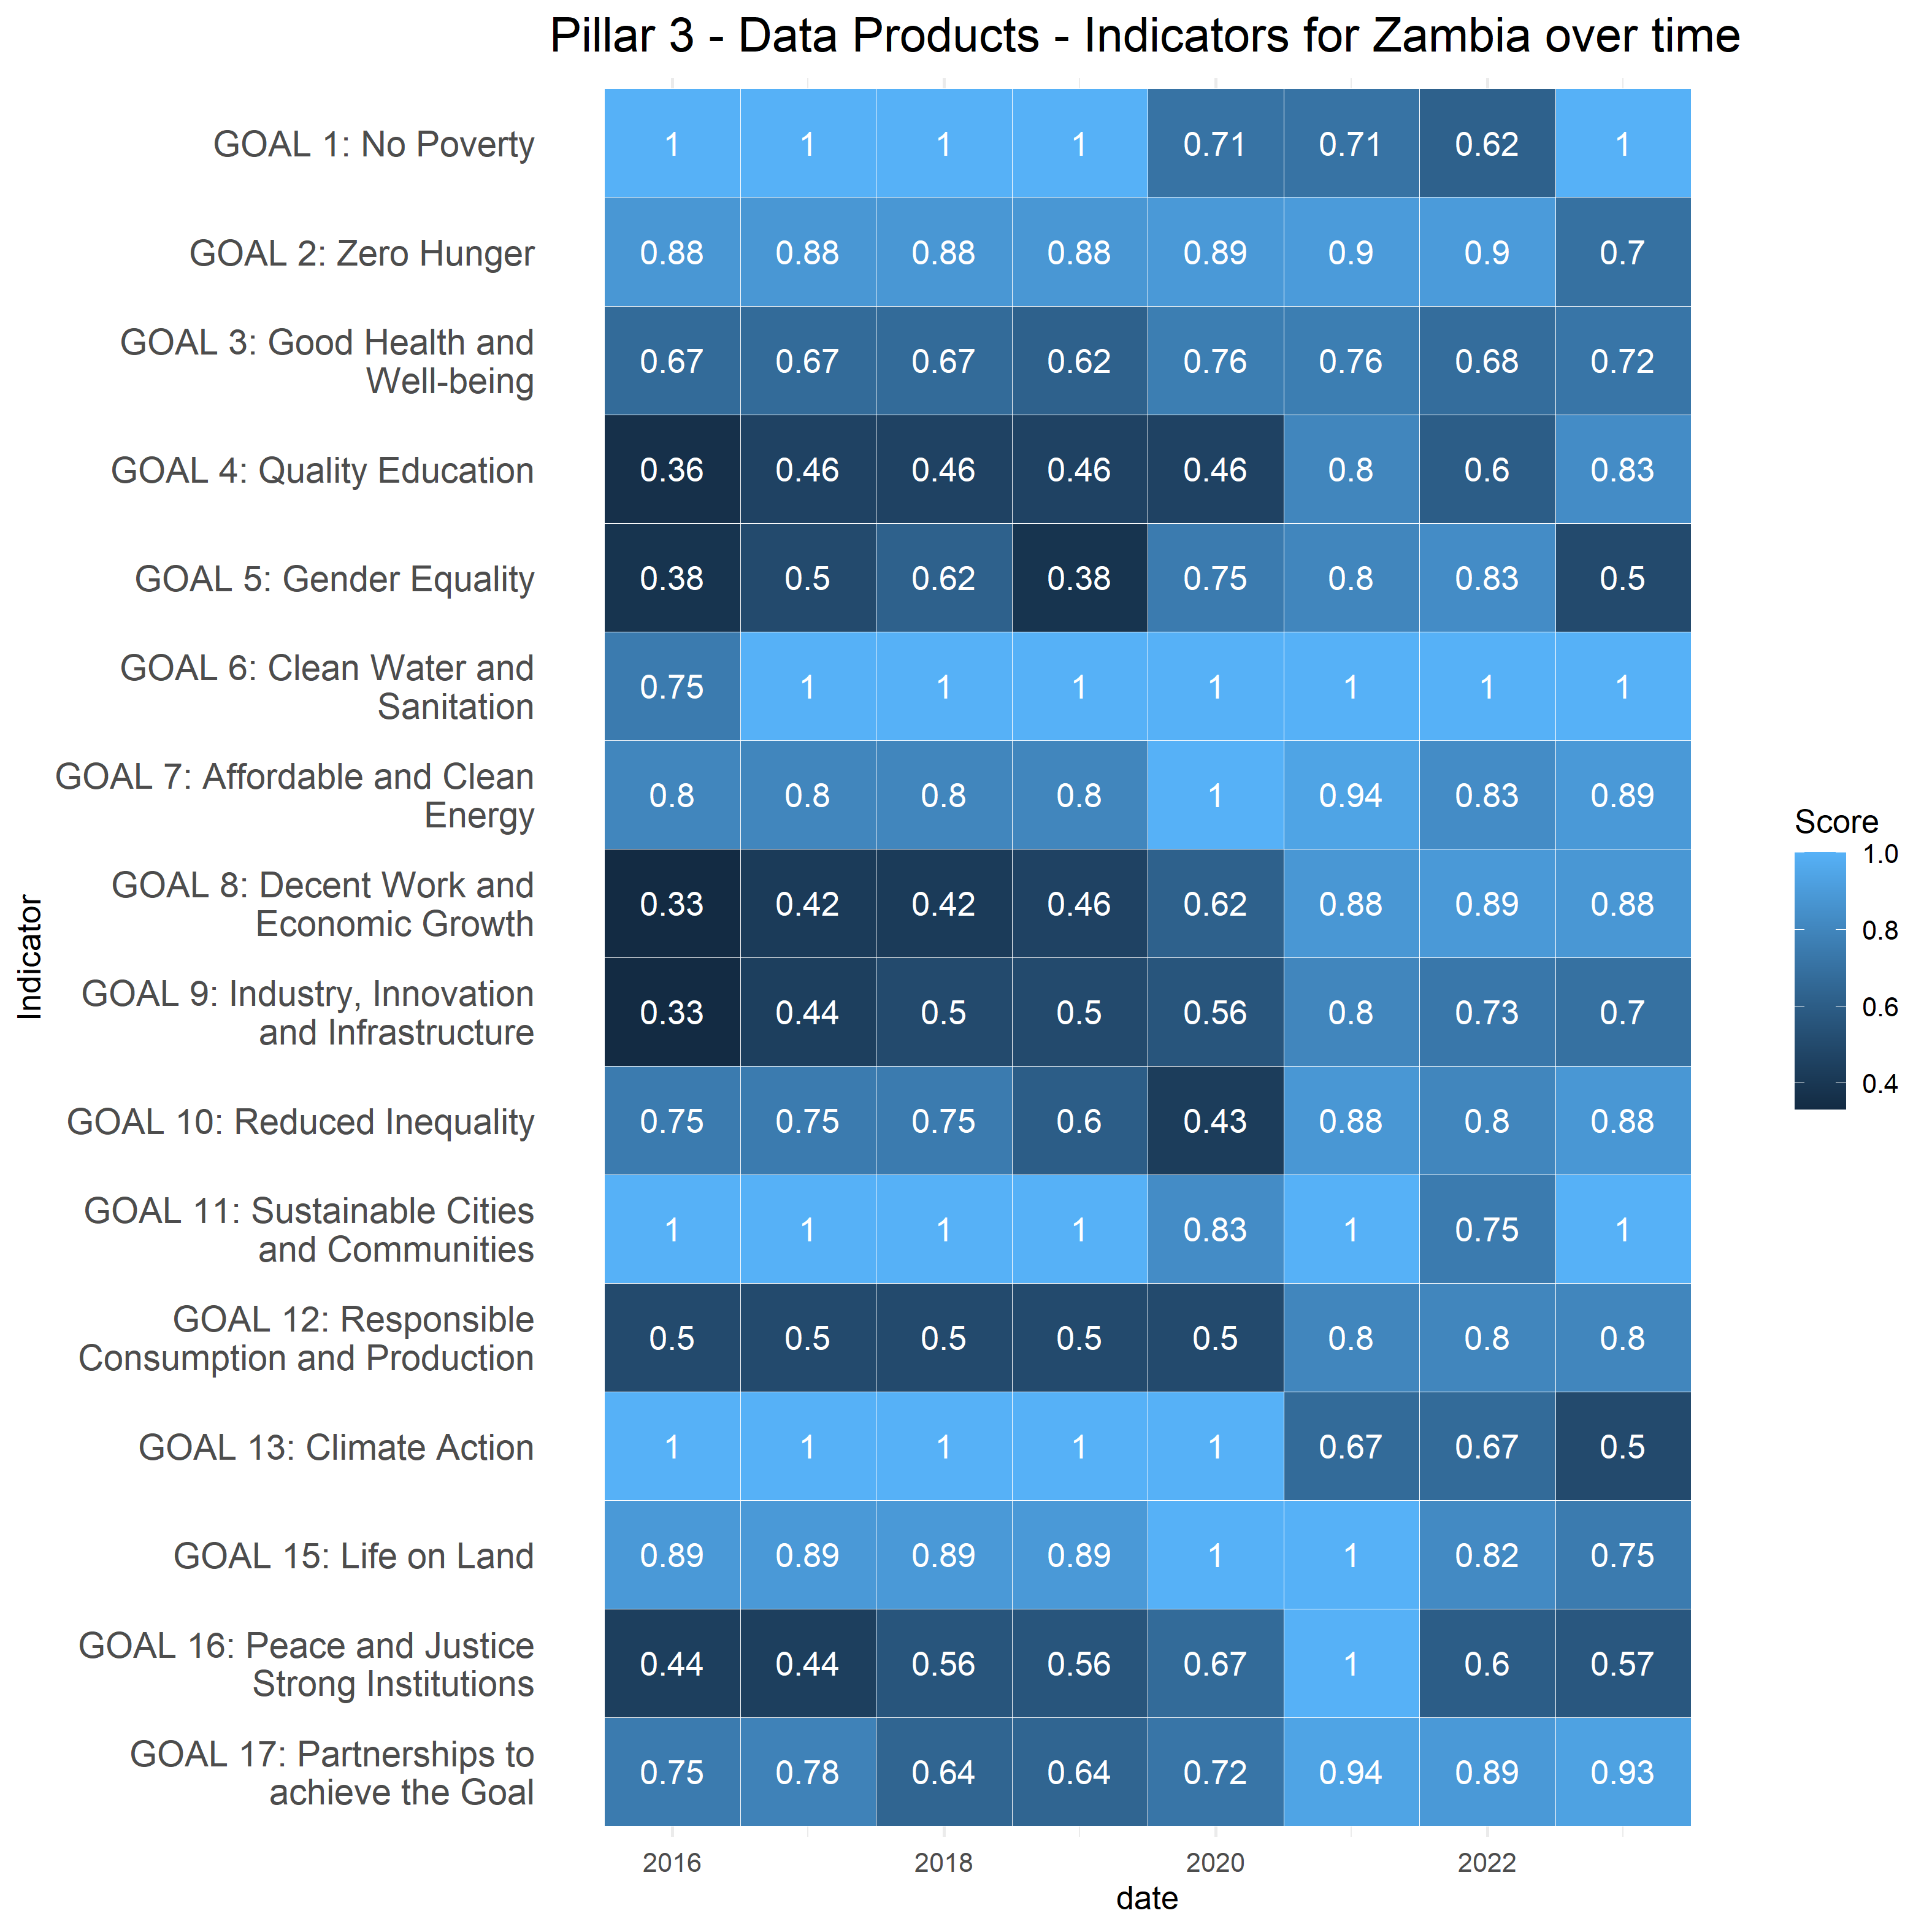 Pillar 3 - Data Products - Indicators for Zambia over time
GOAL 1: No Poverty
1 1 1 1 0.71 0.71 0.62 1
GOAL 2: Zero Hunger
0.88 0.88 0.88 0.88 0.89 0.9 0.9 0.7
GOAL 3: Good Health and
Well-being
0.67 0.67 0.67 0.62 0.76 0.76 0.68 0.72
GOAL 4: Quality Education
0.36 0.46 0.46 0.46 0.46 0.8 0.6 0.83
GOAL 5: Gender Equality
0.38 0.5 0.62 0.38 0.75 0.8 0.83 0.5
GOAL 6: Clean Water and
Sanitation
0.75 1 1 1 1 1 1 1
GOAL 7: Affordable and Clean
Energy
0.8 0.8 0.8 0.8 1 0.94 0.83 0.89
GOAL 8: Decent Work and
Economic Growth
0.33 0.42 0.42 0.46 0.62 0.88 0.89 0.88
GOAL 9: Industry, Innovation
and Infrastructure
0.33 0.44 0.5 0.5 0.56 0.8 0.73 0.7
GOAL 10: Reduced Inequality
0.75 0.75 0.75 0.6 0.43 0.88 0.8 0.88
GOAL 11: Sustainable Cities
and Communities
1 1 1 1 0.83 1 0.75 1
GOAL 12: Responsible
Consumption and Production
0.5 0.5 0.5 0.5 0.5 0.8 0.8 0.8
GOAL 13: Climate Action
1 1 1 1 1 0.67 0.67 0.5
GOAL 15: Life on Land
0.89 0.89 0.89 0.89 1 1 0.82 0.75
GOAL 16: Peace and Justice
Strong Institutions
0.44 0.44 0.56 0.56 0.67 1 0.6 0.57
GOAL 17: Partnerships to
achieve the Goal
0.75 0.78 0.64 0.64 0.72 0.94 0.89 0.93
2016 2018 2020 2022
date
Indicator
Score
1.0
0.8
0.6
0.4